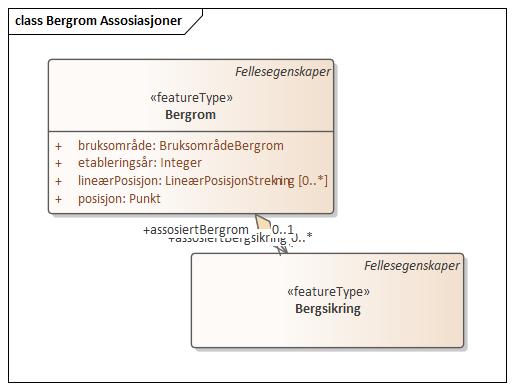 class Bergrom Assosiasjoner
Fellesegenskaper
«featureType»
Bergrom
+ bruksområde: BruksområdeBergrom
+ etableringsår: Integer
+ lineærPosisjon: LineærPosisjonStrekning [0..*]
+ posisjon: Punkt
+assosiertBergrom 0..1
+assosiertBergsikring 0..*
Fellesegenskaper
«featureType»
Bergsikring